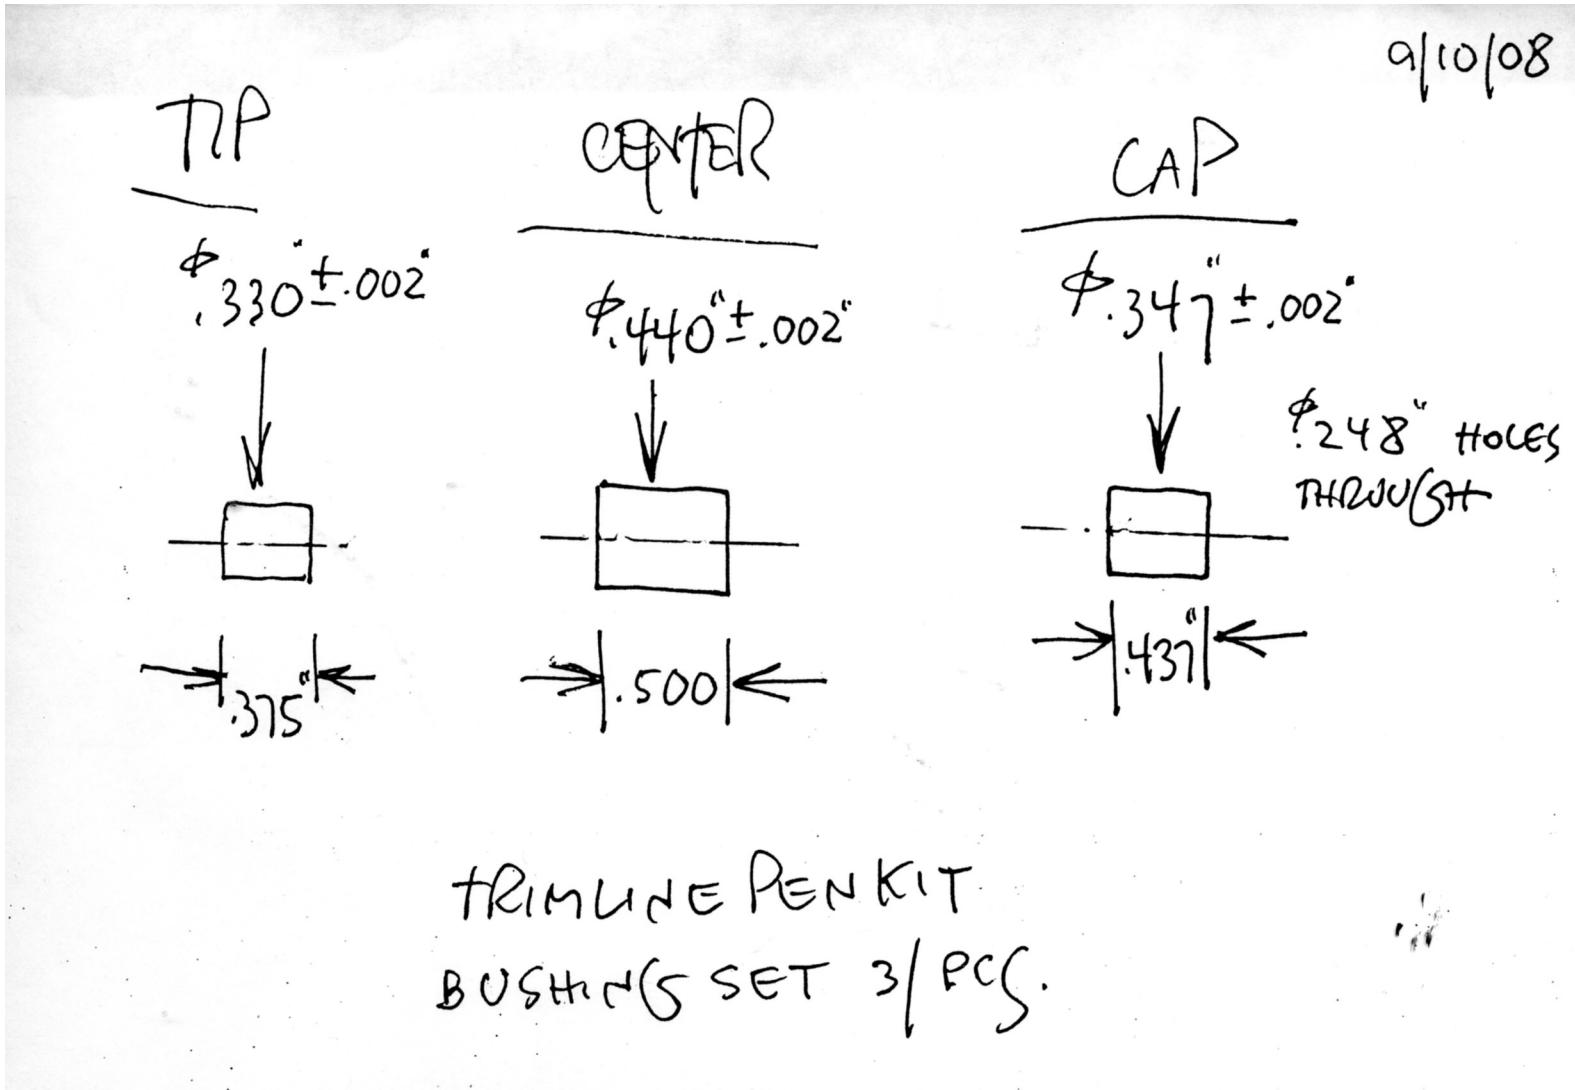 9/10/08
TIP
CENTER
CAP
φ.330"±.002"
φ.440"±.002"
φ.347"±.002"
φ.248" HOLES
THROUGH
.375"
.500
.437"
TRIMLINE PEN KIT
BUSHING SET 3/PCS.